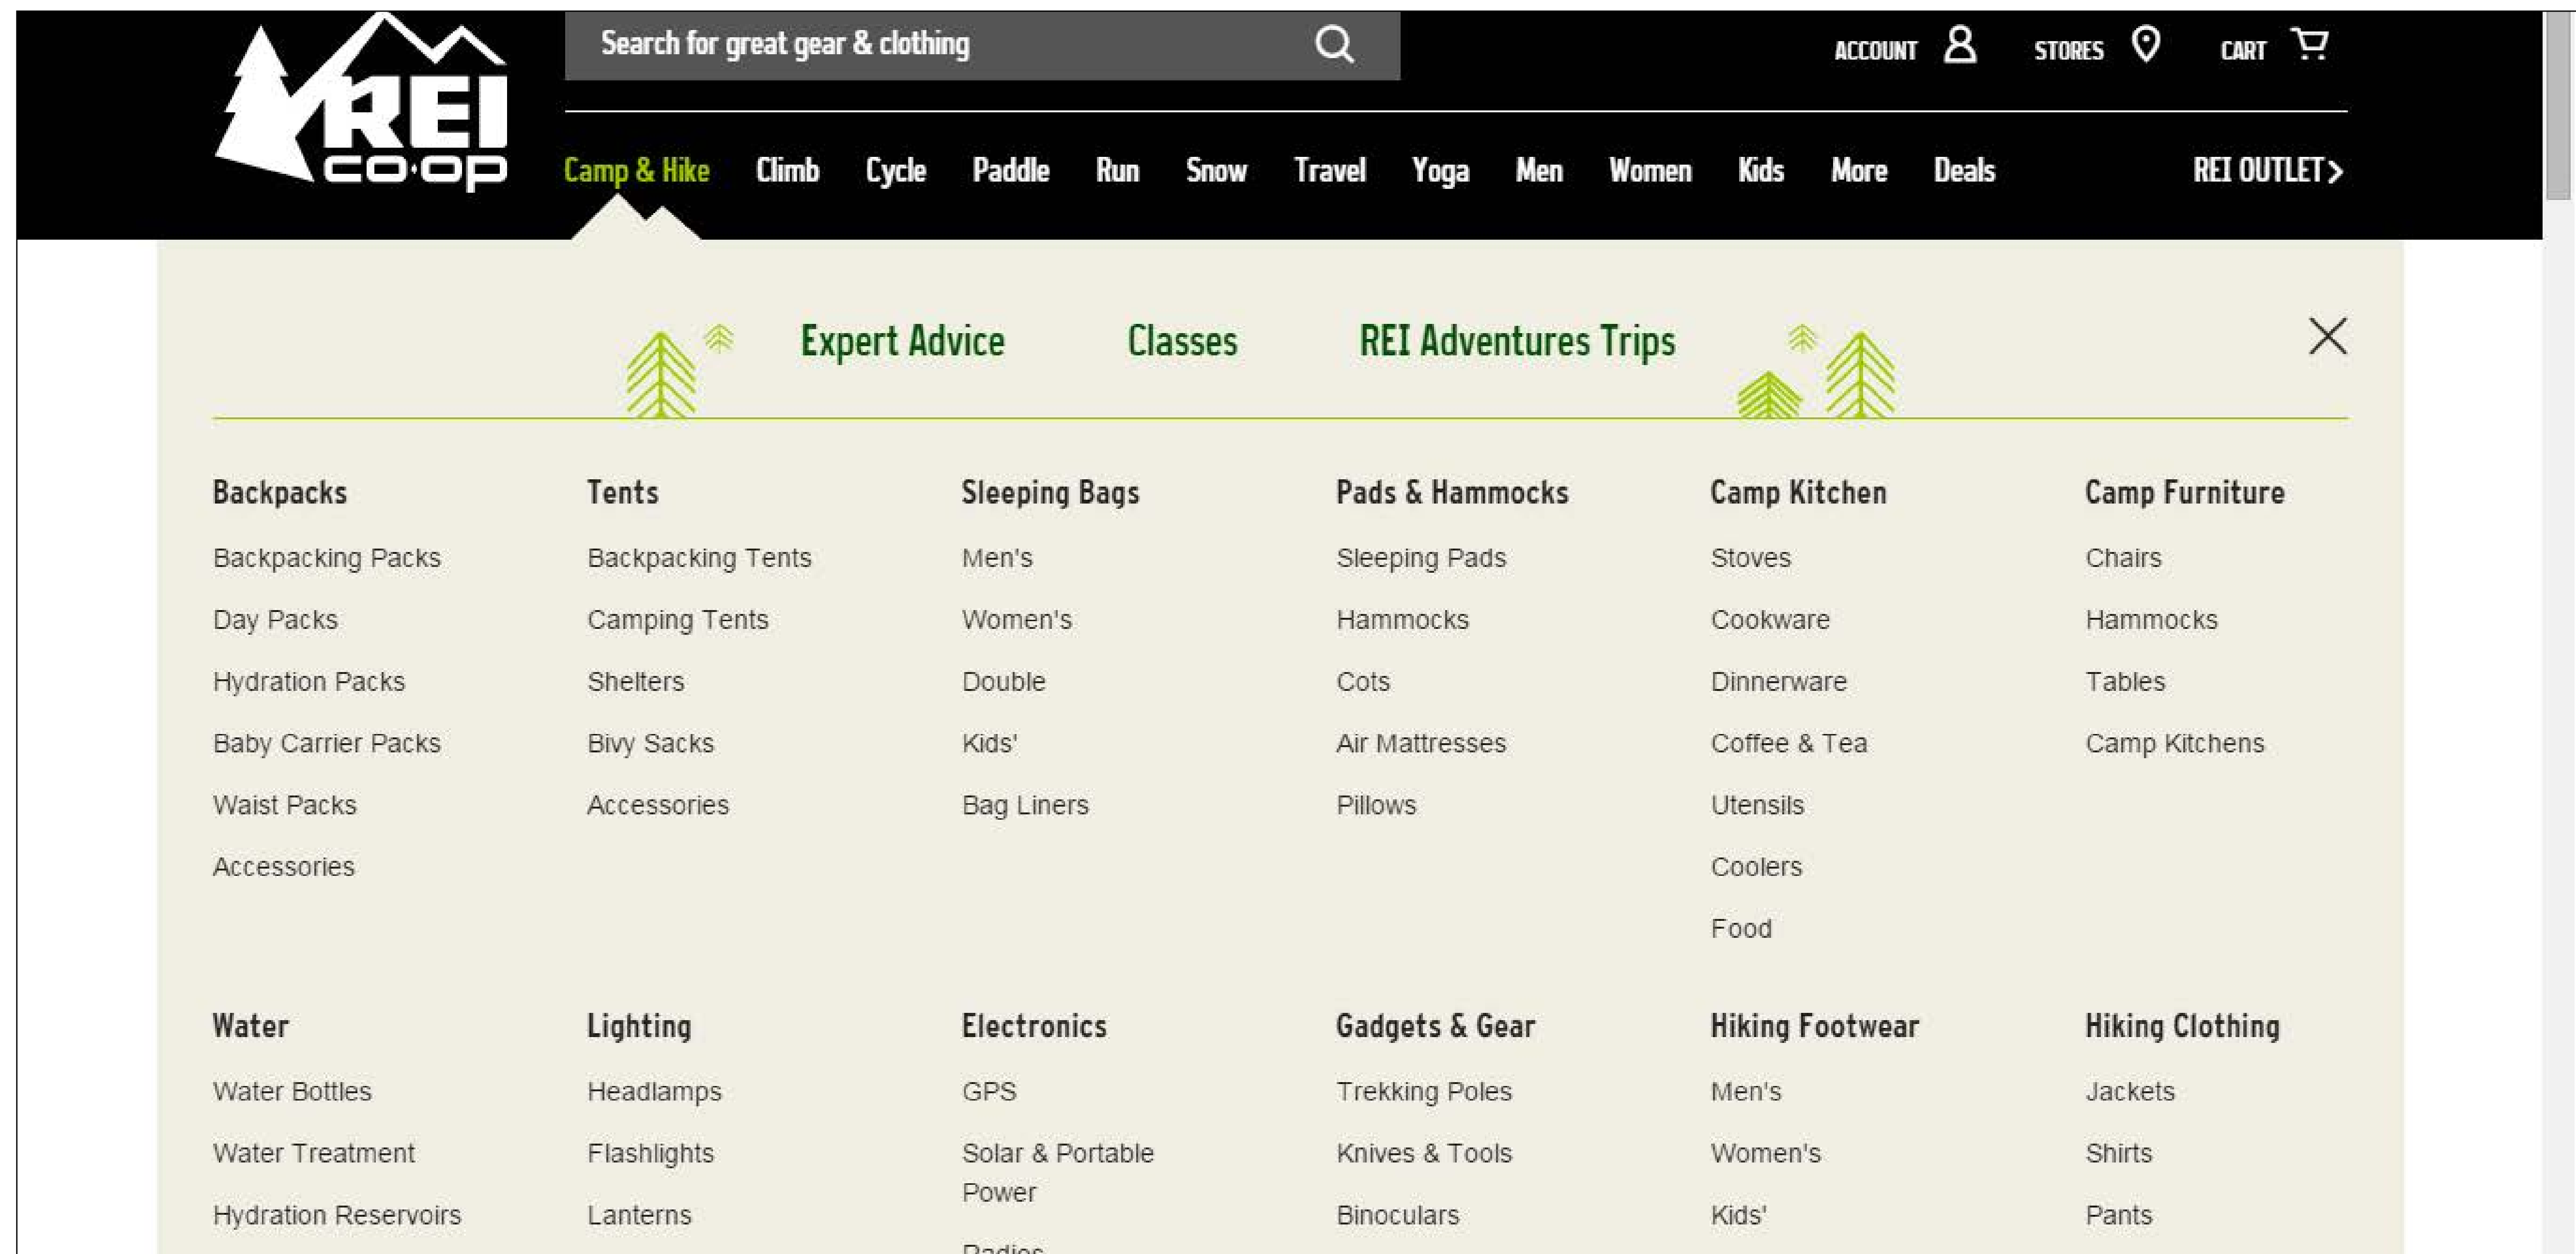 Search for great gear & clothing
ACCOUNT STORES CART
REI
CO·OP
Camp & Hike Climb Cycle Paddle Run Snow Travel Yoga Men Women Kids More Deals REI OUTLET>
Expert Advice Classes REI Adventures Trips
Backpacks
Backpacking Packs
Day Packs
Hydration Packs
Baby Carrier Packs
Waist Packs
Accessories
Tents
Backpacking Tents
Camping Tents
Shelters
Bivy Sacks
Accessories
Sleeping Bags
Men's
Women's
Double
Kids'
Bag Liners
Pads & Hammocks
Sleeping Pads
Hammocks
Cots
Air Mattresses
Pillows
Camp Kitchen
Stoves
Cookware
Dinnerware
Coffee & Tea
Utensils
Coolers
Food
Camp Furniture
Chairs
Hammocks
Tables
Camp Kitchens
Water
Water Bottles
Water Treatment
Hydration Reservoirs
Lighting
Headlamps
Flashlights
Lanterns
Electronics
GPS
Solar & Portable
Power
Radios
Gadgets & Gear
Trekking Poles
Knives & Tools
Binoculars
Hiking Footwear
Men's
Women's
Kids'
Hiking Clothing
Jackets
Shirts
Pants